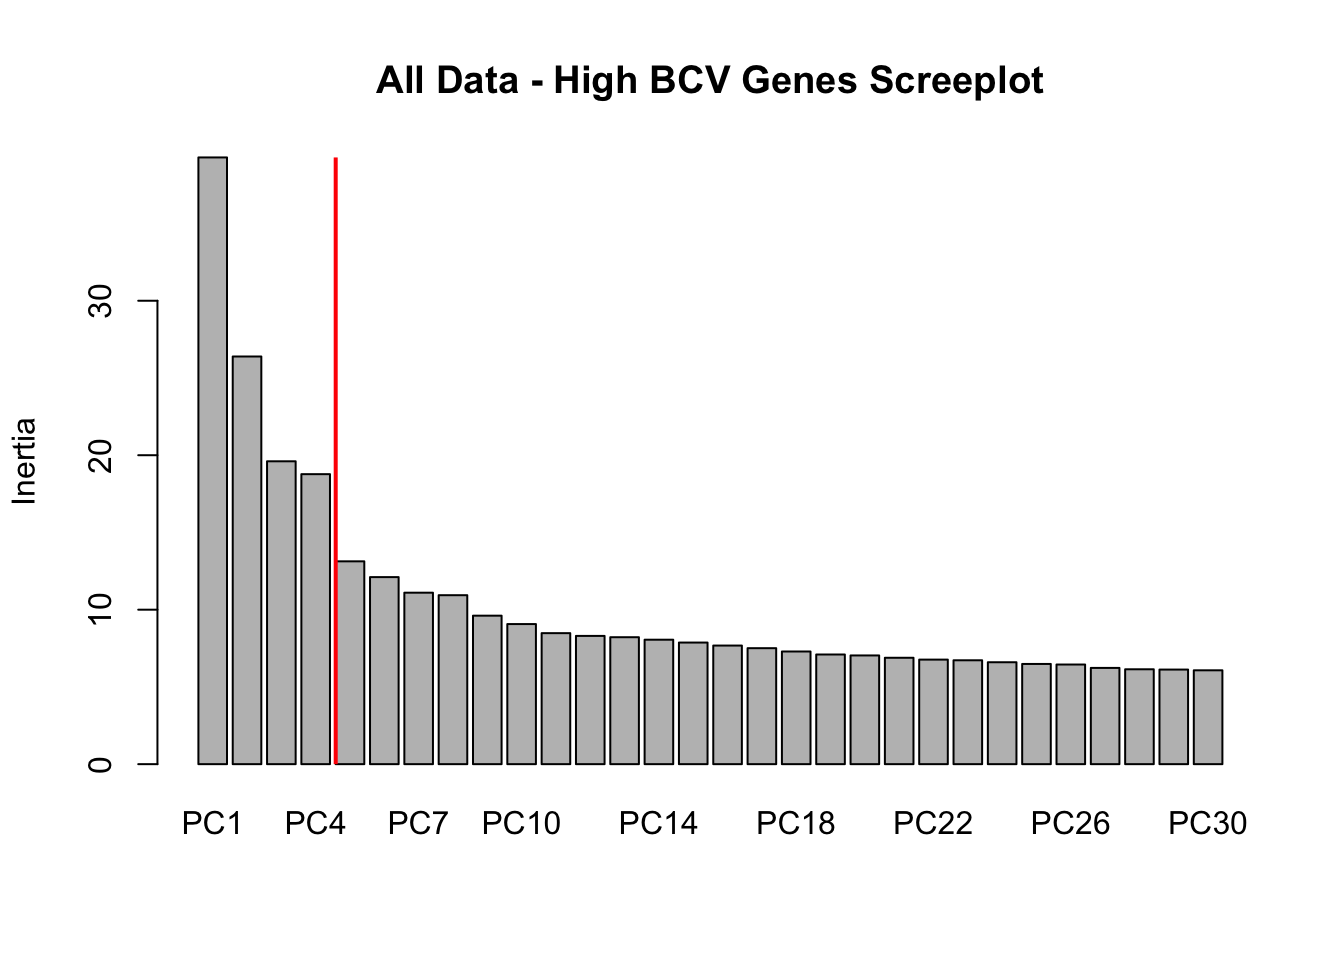 All Data - High BCV Genes Screeplot
Inertia
30
20
10
0
PC1 PC4 PC7 PC10 PC14 PC18 PC22 PC26 PC30